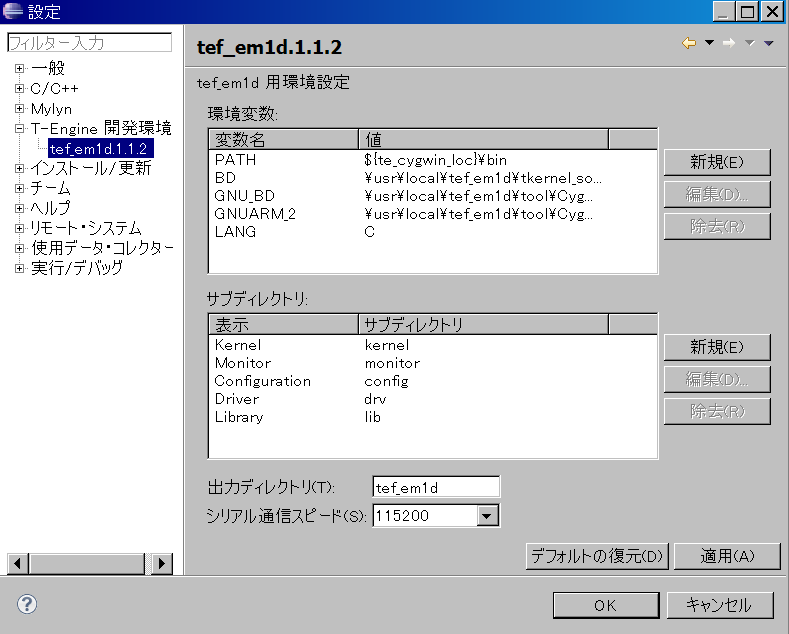 設定
フィルター入力
一般
C/C++
Mylyn
T-Engine 開発環境
tef_em1d.1.1.2
インストール/更新
チーム
ヘルプ
リモート・システム
使用データ・コレクター
実行/デバッグ
tef_em1d.1.1.2
tef_em1d 用環境設定
環境変数:
変数名 値
PATH ${te_cygwin_loc}¥bin
BD ¥usr¥local¥tef_em1d¥tkernel_so...
GNU_BD ¥usr¥local¥tef_em1d¥tool¥Cyg...
GNUARM_2 ¥usr¥local¥tef_em1d¥tool¥Cyg...
LANG C
新規(E)
編集(D)...
除去(R)
サブディレクトリ:
表示 サブディレクトリ
Kernel kernel
Monitor monitor
Configuration config
Driver drv
Library lib
新規(E)
編集(D)...
除去(R)
出力ディレクトリ(T): tef_em1d
シリアル通信スピード(S): 115200
デフォルトの復元(D) 適用(A)
? OK キャンセル